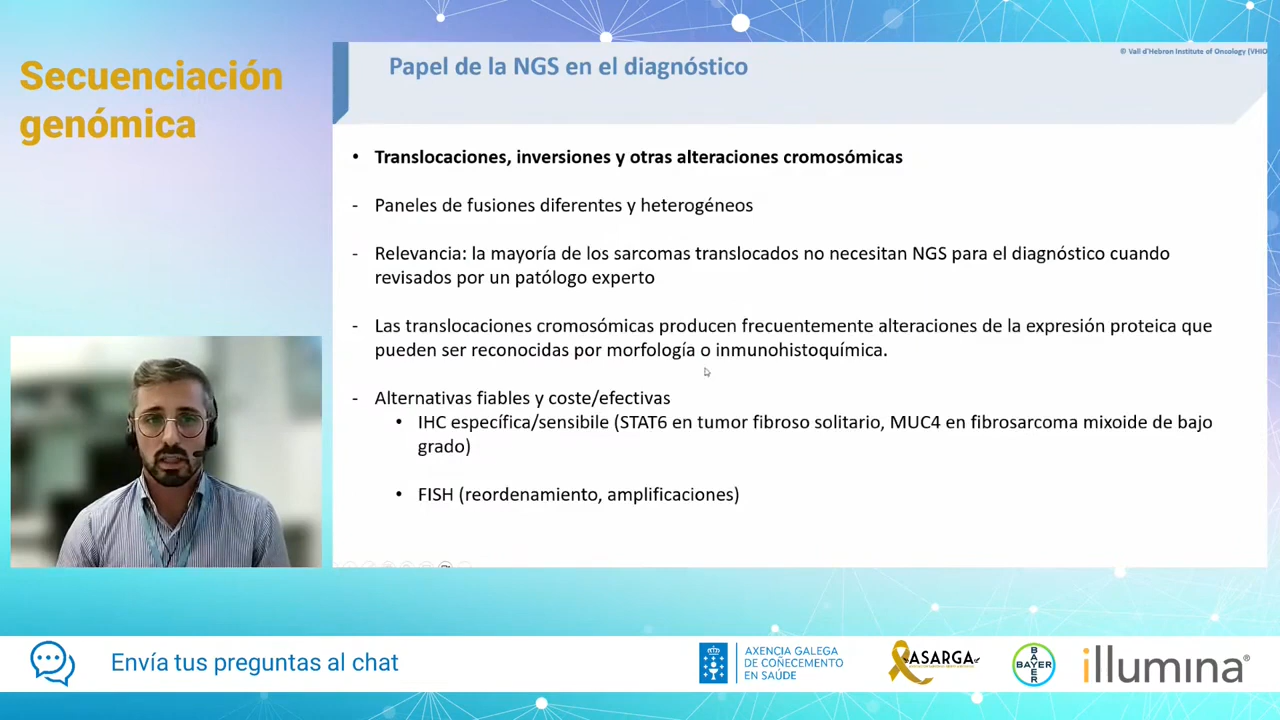 Secuenciación
genómica
© Vall d'Hebron Institute of Oncology (VHIO
Papel de la NGS en el diagnóstico
• Translocaciones, inversiones y otras alteraciones cromosómicas
- Paneles de fusiones diferentes y heterogéneos
- Relevancia: la mayoría de los sarcomas translocados no necesitan NGS para el diagnóstico cuando
revisados por un patólogo experto
- Las translocaciones cromosómicas producen frecuentemente alteraciones de la expresión proteica que
pueden ser reconocidas por morfología o inmunohistoquímica.
- Alternativas fiables y coste/efectivas
• IHC específica/sensibile (STAT6 en tumor fibroso solitario, MUC4 en fibrosarcoma mixoide de bajo
grado)
• FISH (reordenamiento, amplificaciones)
Envía tus preguntas al chat
AXENCIA GALEGA
DE COÑECEMENTO
EN SAÚDE
ASARGA
BAYER
BAYER
illumina®